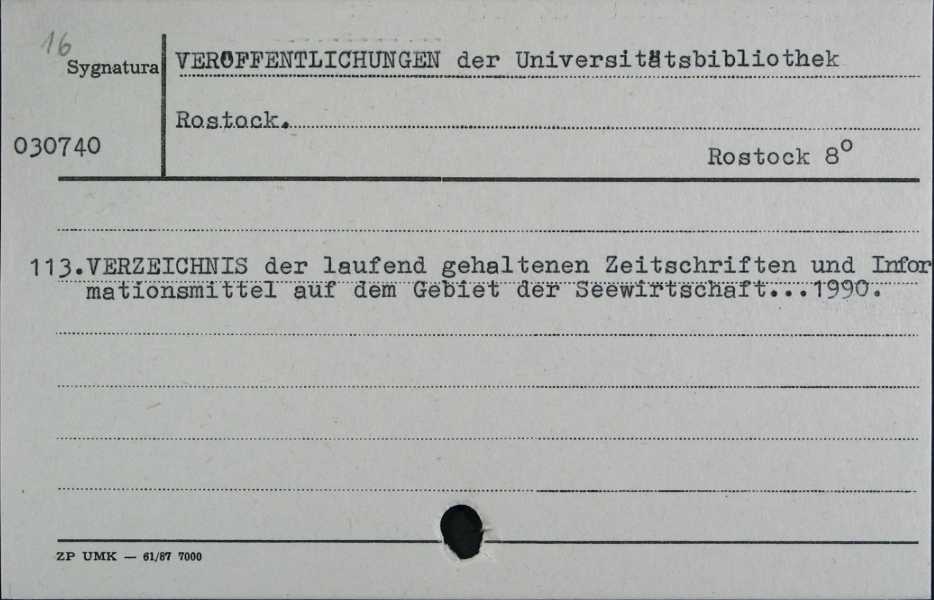 16
Sygnatura
VERÖFFENTLICHUNGEN der Universitätsbibliothek
Rostock.
030740
Rostock 8°
113.VERZEICHNIS der laufend gehaltenen Zeitschriften und Infor
mationsmittel auf dem Gebiet der Seewirtschaft...1990.
ZP UMK — 61/87 7000